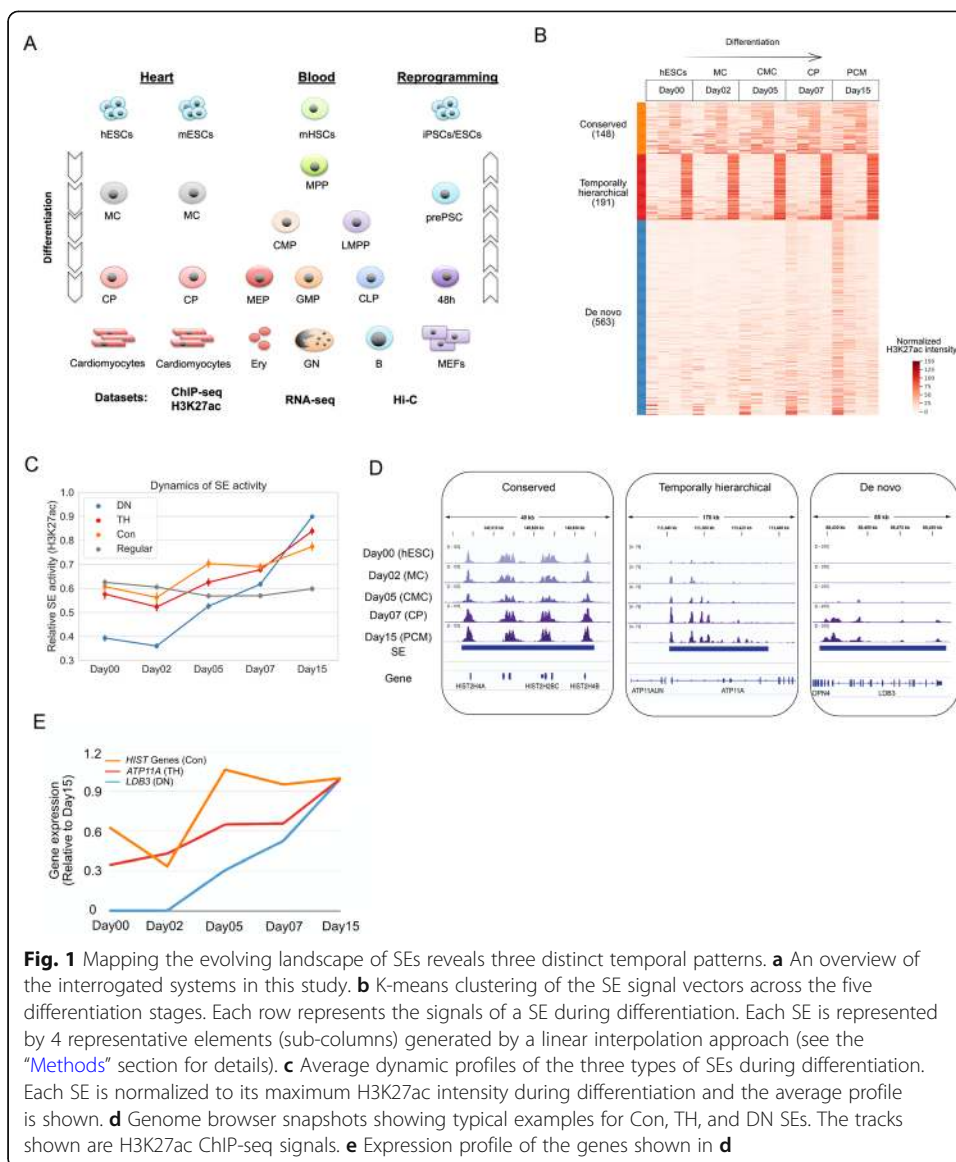 A
Heart Blood Reprogramming
hESCs mESCs mHSCs iPSCs/ESCs
MPP
Differentiation
MC MC prePSC
CMP LMPP
CP CP MEP GMP CLP 48h
Cardiomyocytes Cardiomyocytes Ery GN B MEFs
Datasets: ChIP-seq H3K27ac RNA-seq Hi-C
B
Differentiation
hESCs MC CMC CP PCM
Day00 Day02 Day05 Day07 Day15
Conserved
(148)
Temporally
hierarchical
(191)
De novo
(563)
Normalized
H3K27ac intensity
150
125
100
75
50
25
0
C
Dynamics of SE activity
Relative SE activity (H3K27ac)
1.0
0.9
0.8
0.7
0.6
0.5
0.4
0.3
DN
TH
Con
Regular
Day00 Day02 Day05 Day07 Day15
D
Conserved Temporally hierarchical De novo
Day00 (hESC)
Day02 (MC)
Day05 (CMC)
Day07 (CP)
Day15 (PCM)
SE
Gene
HIST2H4A HIST2H2BC HIST2H4B
ATP11AUN ATP11A
OPN4 LDB3
E
Gene expression
(Relative to Day15)
1.2
0.9
0.6
0.3
0
HIST Genes (Con)
ATP11A (TH)
LDB3 (DN)
Day00 Day02 Day05 Day07 Day15
Fig. 1 Mapping the evolving landscape of SEs reveals three distinct temporal patterns. a An overview of
the interrogated systems in this study. b K-means clustering of the SE signal vectors across the five
differentiation stages. Each row represents the signals of a SE during differentiation. Each SE is represented
by 4 representative elements (sub-columns) generated by a linear interpolation approach (see the
“Methods” section for details). c Average dynamic profiles of the three types of SEs during differentiation.
Each SE is normalized to its maximum H3K27ac intensity during differentiation and the average profile
is shown. d Genome browser snapshots showing typical examples for Con, TH, and DN SEs. The tracks
shown are H3K27ac ChIP-seq signals. e Expression profile of the genes shown in d